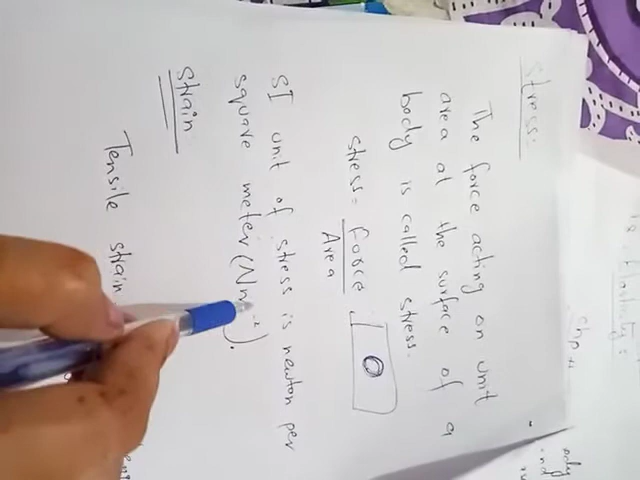 Stress:
The force acting on unit
area at the surface of a
body is called stress.
Stress = Force
Area
SI unit of stress is newton per
square meter (Nm⁻²).
Strain
Tensile strain